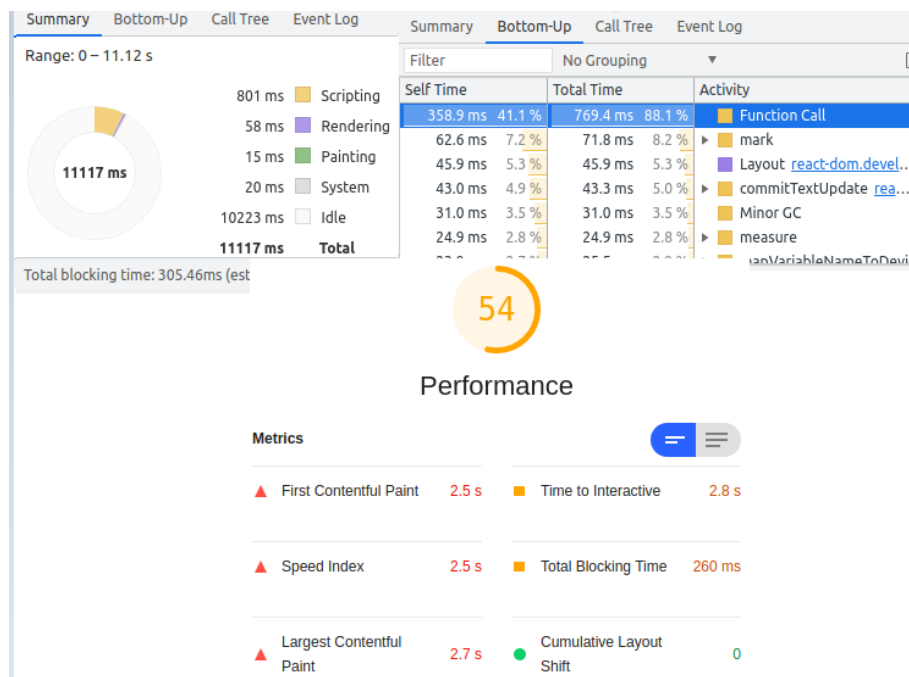 Summary Bottom-Up Call Tree Event Log
Range: 0 – 11.12 s
801 ms Scripting
58 ms Rendering
15 ms Painting
20 ms System
10223 ms Idle
11117 ms Total
11117 ms
Total blocking time: 305.46ms (est
Summary Bottom-Up Call Tree Event Log
Filter No Grouping ▼
Self Time Total Time Activity
358.9 ms 41.1 % 769.4 ms 88.1 % Function Call
62.6 ms 7.2 % 71.8 ms 8.2 % ▶ mark
45.9 ms 5.3 % 45.9 ms 5.3 % Layout react-dom.devel...
43.0 ms 4.9 % 43.3 ms 5.0 % ▶ commitTextUpdate rea...
31.0 ms 3.5 % 31.0 ms 3.5 % Minor GC
24.9 ms 2.8 % 24.9 ms 2.8 % ▶ measure
54
Performance
Metrics
First Contentful Paint 2.5 s
Time to Interactive 2.8 s
Speed Index 2.5 s
Total Blocking Time 260 ms
Largest Contentful
Paint 2.7 s
Cumulative Layout
Shift 0